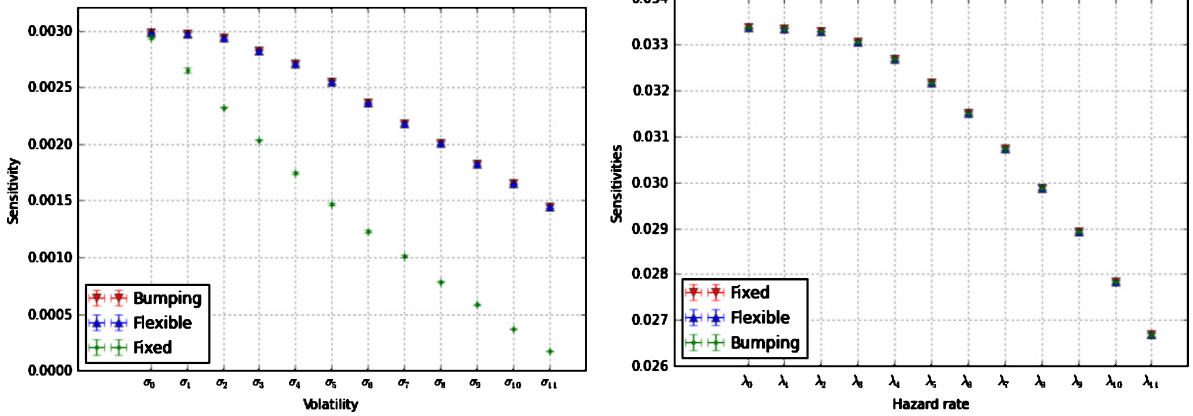 0.0030
0.0025
0.0020
0.0015
0.0010
0.0005
0.0000
Sensitivity
Bumping
Flexible
Fixed
σ₀ σ₁ σ₂ σ₃ σ₄ σ₅ σ₆ σ₇ σ₈ σ₉ σ₁₀ σ₁₁
Volatility
0.034
0.033
0.032
0.031
0.030
0.029
0.028
0.027
0.026
Sensitivities
Fixed
Flexible
Bumping
λ₀ λ₁ λ₂ λ₃ λ₄ λ₅ λ₆ λ₇ λ₈ λ₉ λ₁₀ λ₁₁
Hazard rate